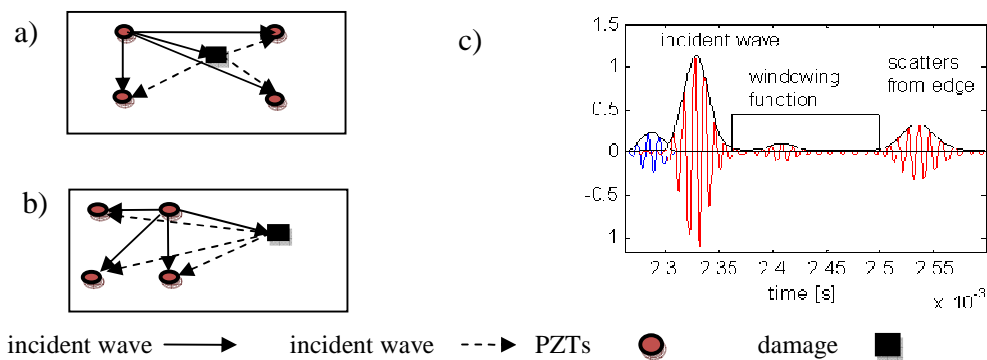 a)
b)
c)
incident wave
windowing
function
scatters
from edge
1.5
1
0.5
0
-0.5
1
2.3
2.35
2.4
2.45
2.5
2.55
time [s]
x 10⁻³
incident wave incident wave PZTs damage